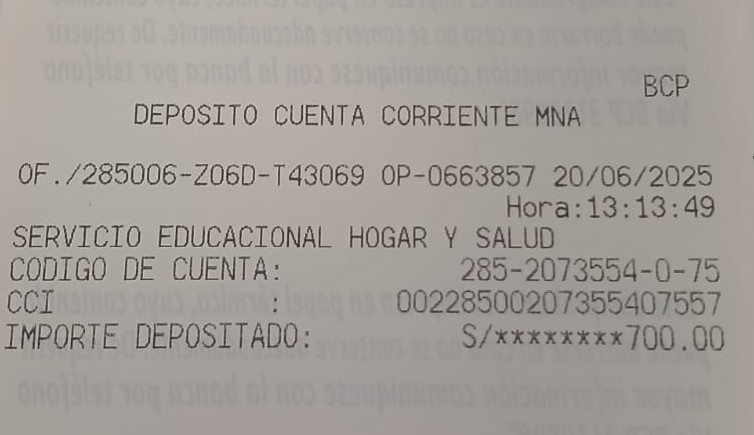 BCP
DEPOSITO CUENTA CORRIENTE MNA
OF./285006-Z06D-T43069 OP-0663857 20/06/2025
Hora:13:13:49
SERVICIO EDUCACIONAL HOGAR Y SALUD
CODIGO DE CUENTA: 285-2073554-0-75
CCI : 00228500207355407557
IMPORTE DEPOSITADO: S/********700.00